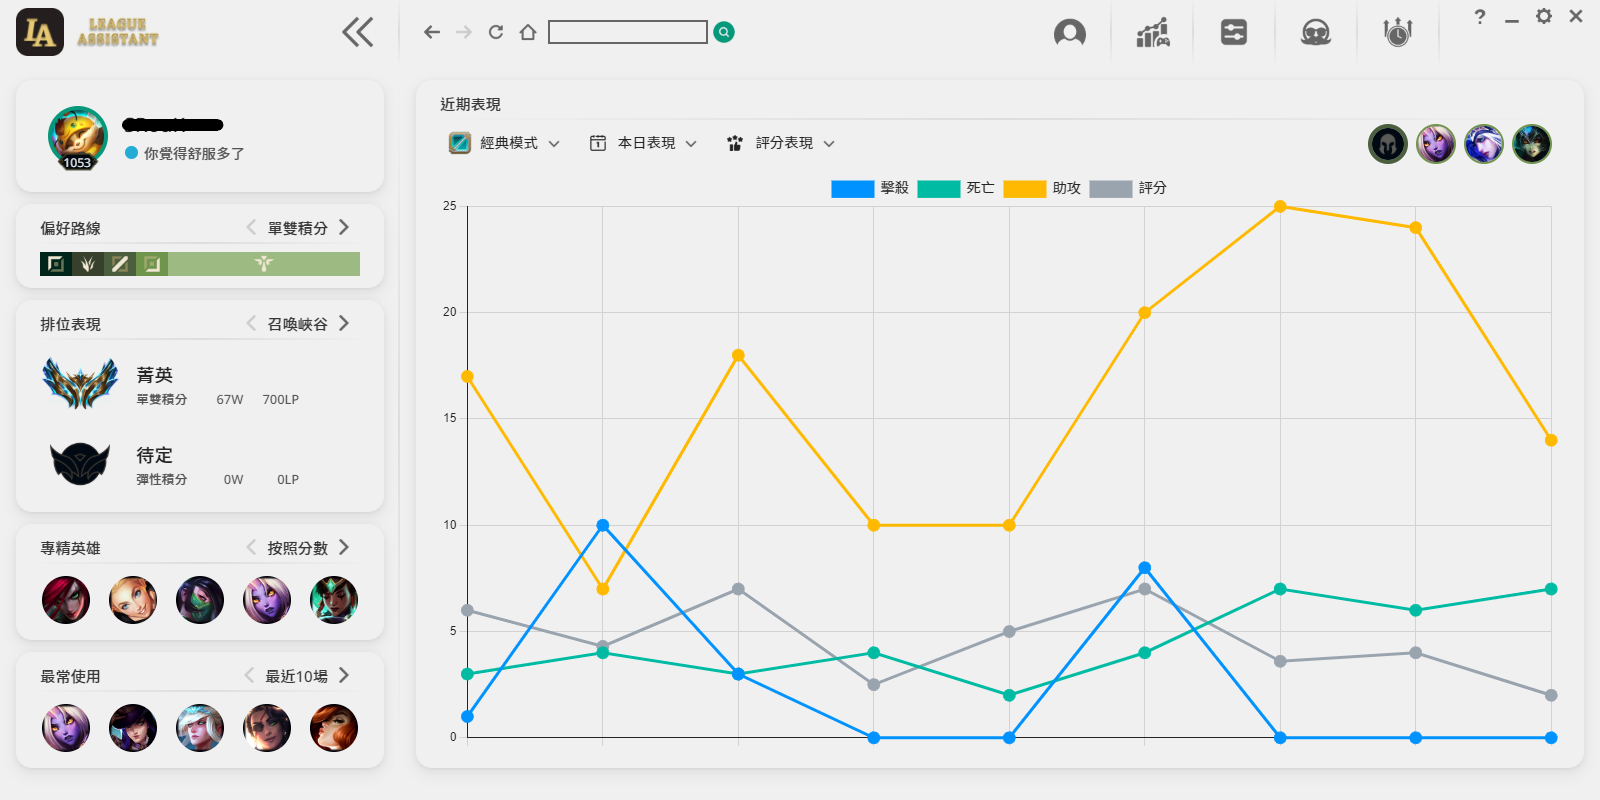 LA
LEAGUE
ASSISTANT
?
1053
你覺得舒服多了
偏好路線
單雙積分
排位表現
召喚峽谷
菁英
單雙積分 67W 700LP
待定
彈性積分 0W 0LP
專精英雄
按照分數
最常使用
最近10場
近期表現
經典模式
1
本日表現
評分表現
擊殺 死亡 助攻 評分
25
20
15
10
5
0